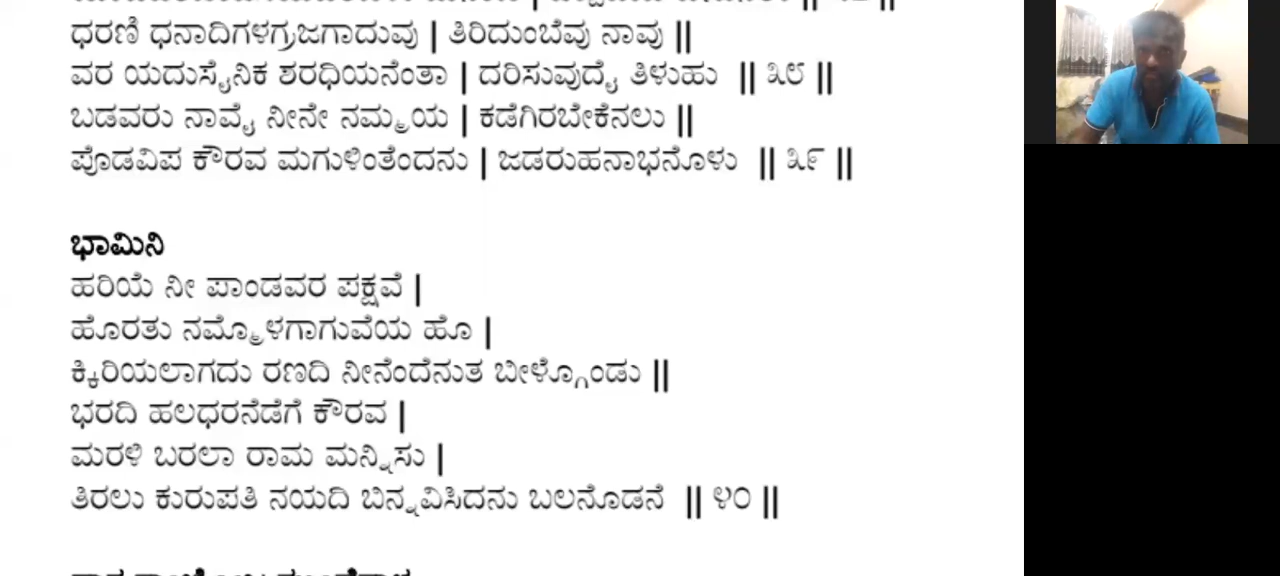 ಧರಣಿ ಧನಾದಿಗಳಗ್ರಜಗಾದುವು | ತಿರಿದುಂಬೆವು ನಾವು ||
ವರ ಯದುಸೈನಿಕ ಶರಧಿಯನೆಂತಾ | ದರಿಸುವುದೈ ತಿಳುಹು || ೩೮ ||
ಬಡವರು ನಾವೈ ನೀನೇ ನಮ್ಮಯ | ಕಡೆಗಿರಬೇಕೆನಲು ||
ಪೊಡವಿಪ ಕೌರವ ಮಗುಳಿಂತೆಂದನು | ಜಡರುಹನಾಭನೊಳು || ೩೯ ||
ಭಾಮಿನಿ
ಹರಿಯೆ ನೀ ಪಾಂಡವರ ಪಕ್ಷವೆ |
ಹೊರತು ನಮ್ಮೊಳಗಾಗುವೆಯ ಹೊ |
ಕ್ಕಿರಿಯಲಾಗದು ರಣದಿ ನೀನೆಂದೆನುತ ಬೀಳ್ಗೊಂಡು ||
ಭರದಿ ಹಲಧರನೆಡೆಗೆ ಕೌರವ |
ಮರಳಿ ಬರಲಾ ರಾಮ ಮನ್ನಿಸು |
ತಿರಲು ಕುರುಪತಿ ನಯದಿ ಬಿನ್ನವಿಸಿದನು ಬಲನೊಡನೆ || ೪೦ ||